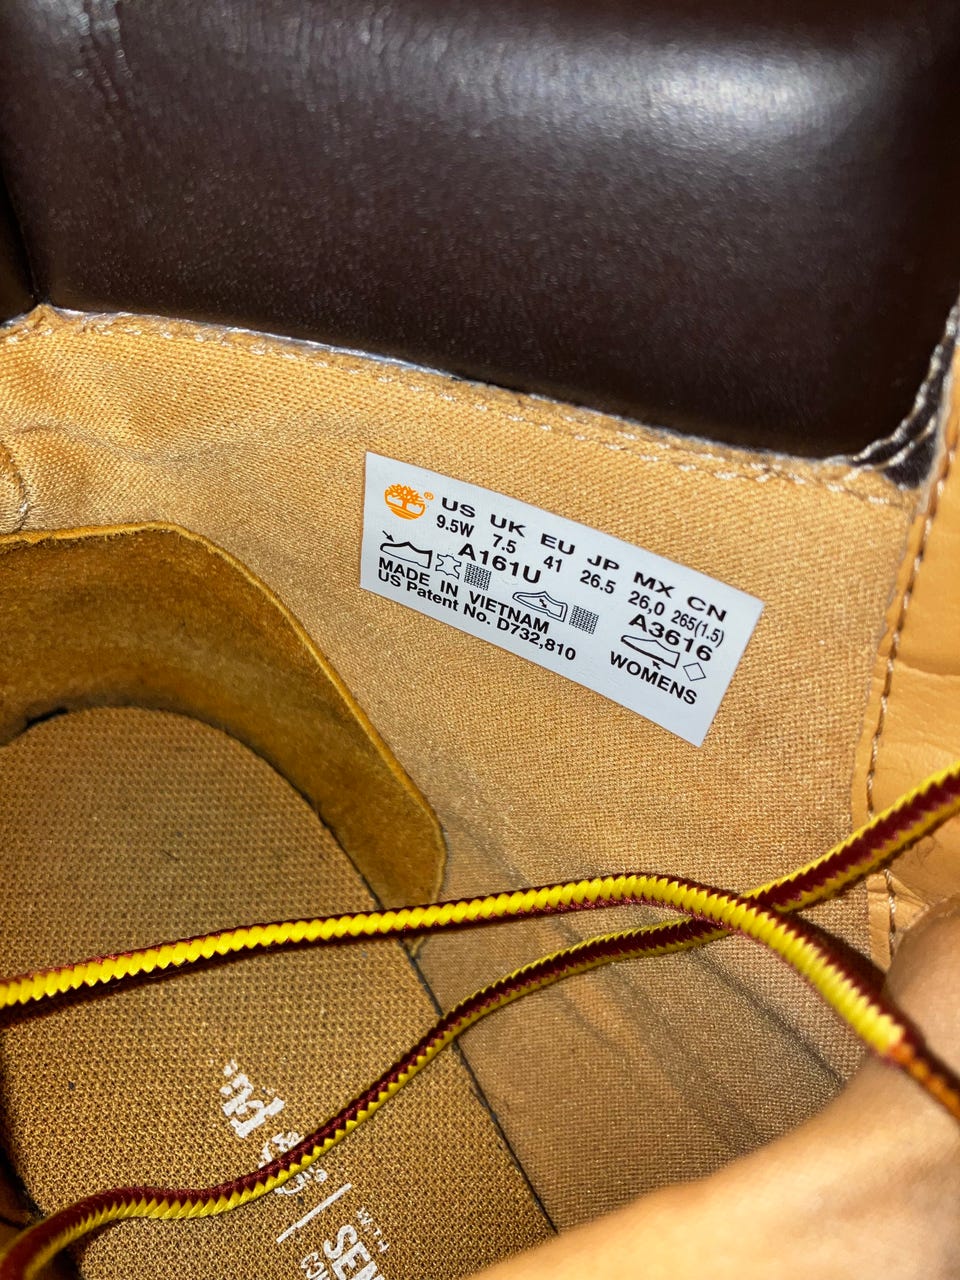 ® US UK EU JP MX CN
9.5W 7.5 41 26.5 26,0 265(1.5)
A161U A3616
MADE IN VIETNAM
US Patent No. D732,810
WOMENS
SEN